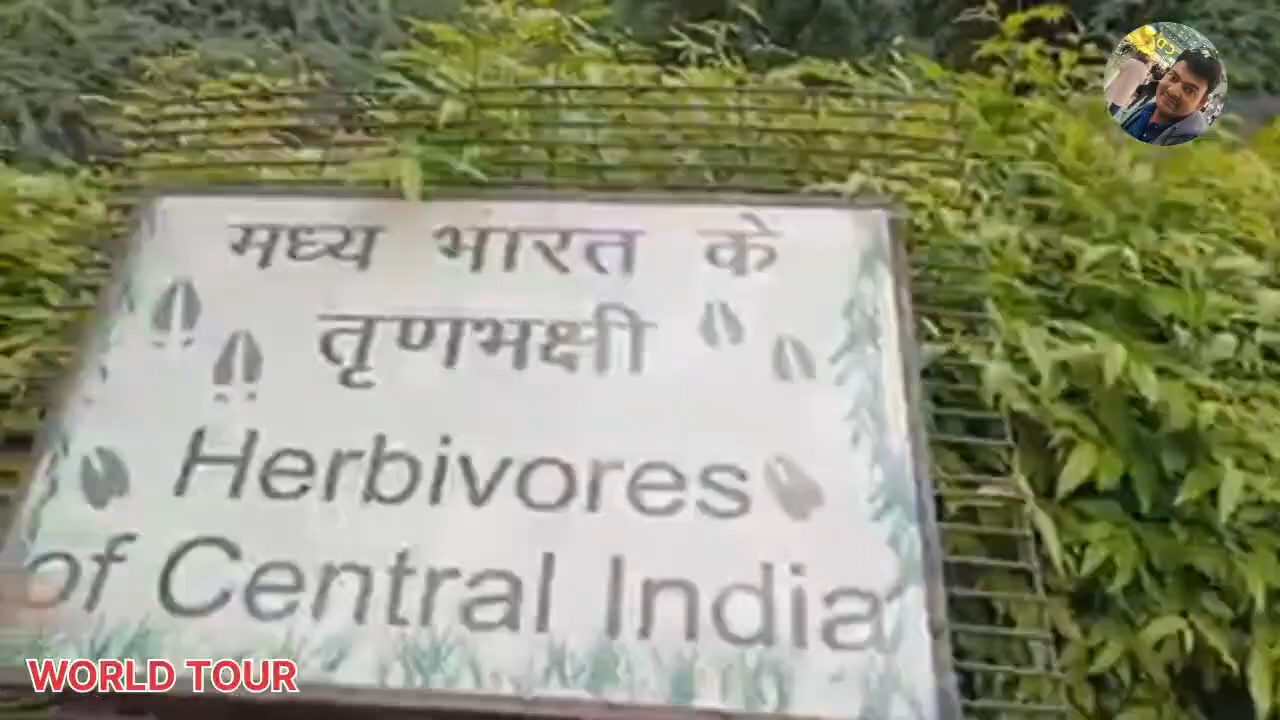 मध्य भारत के
तृणभक्षी
Herbivores
of Central India
WORLD TOUR